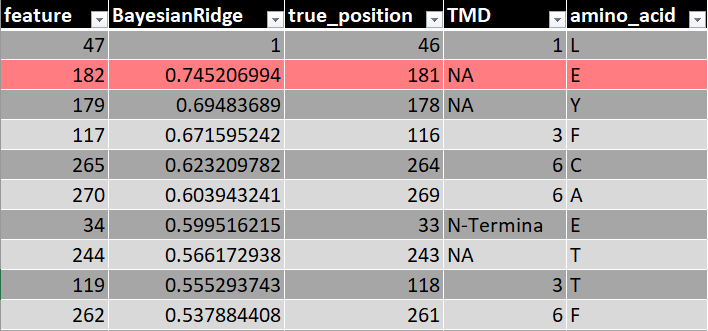 feature BayesianRidge true_position TMD amino_acid
47 1 46 1 L
182 0.745206994 181 NA E
179 0.69483689 178 NA Y
117 0.671595242 116 3 F
265 0.623209782 264 6 C
270 0.603943241 269 6 A
34 0.599516215 33 N-Termina E
244 0.566172938 243 NA T
119 0.555293743 118 3 T
262 0.537884408 261 6 F